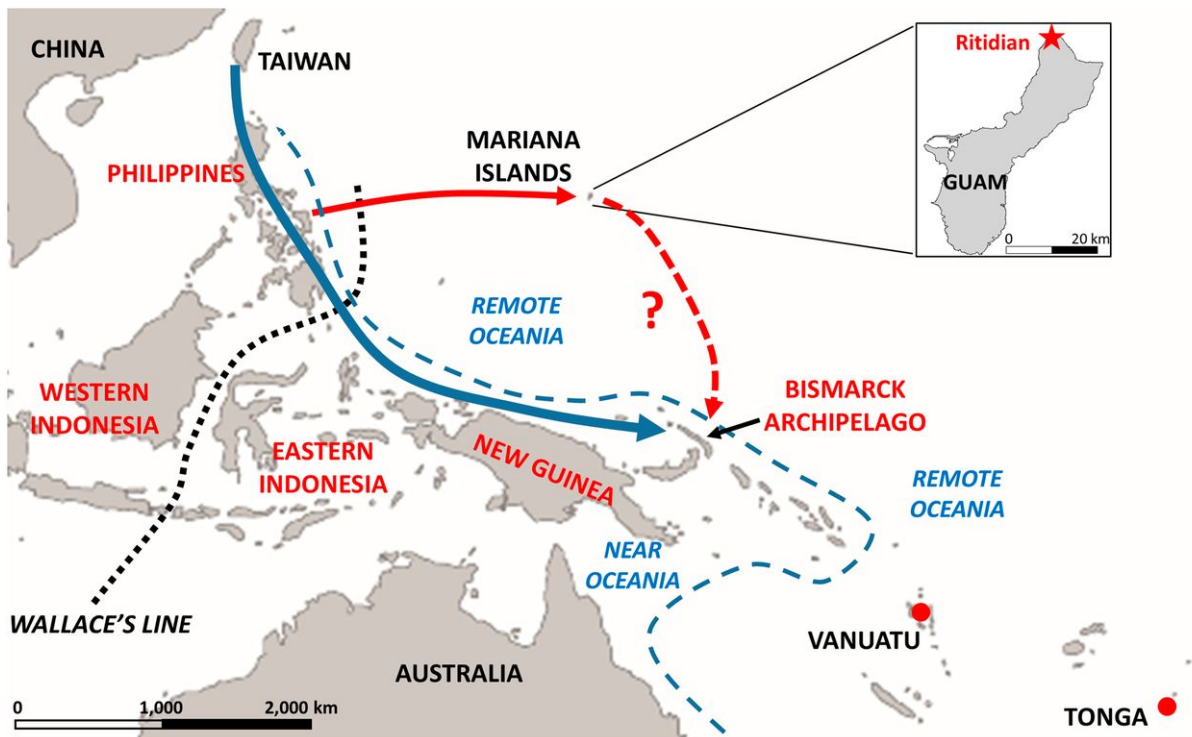 CHINA
TAIWAN
Ritidian
GUAM
0 20 km
MARIANA
ISLANDS
PHILIPPINES
REMOTE
OCEANIA
?
WESTERN
INDONESIA
EASTERN
INDONESIA
NEW GUINEA
BISMARCK
ARCHIPELAGO
REMOTE
OCEANIA
NEAR
OCEANIA
WALLACE'S LINE
VANUATU
AUSTRALIA
0 1,000 2,000 km
TONGA